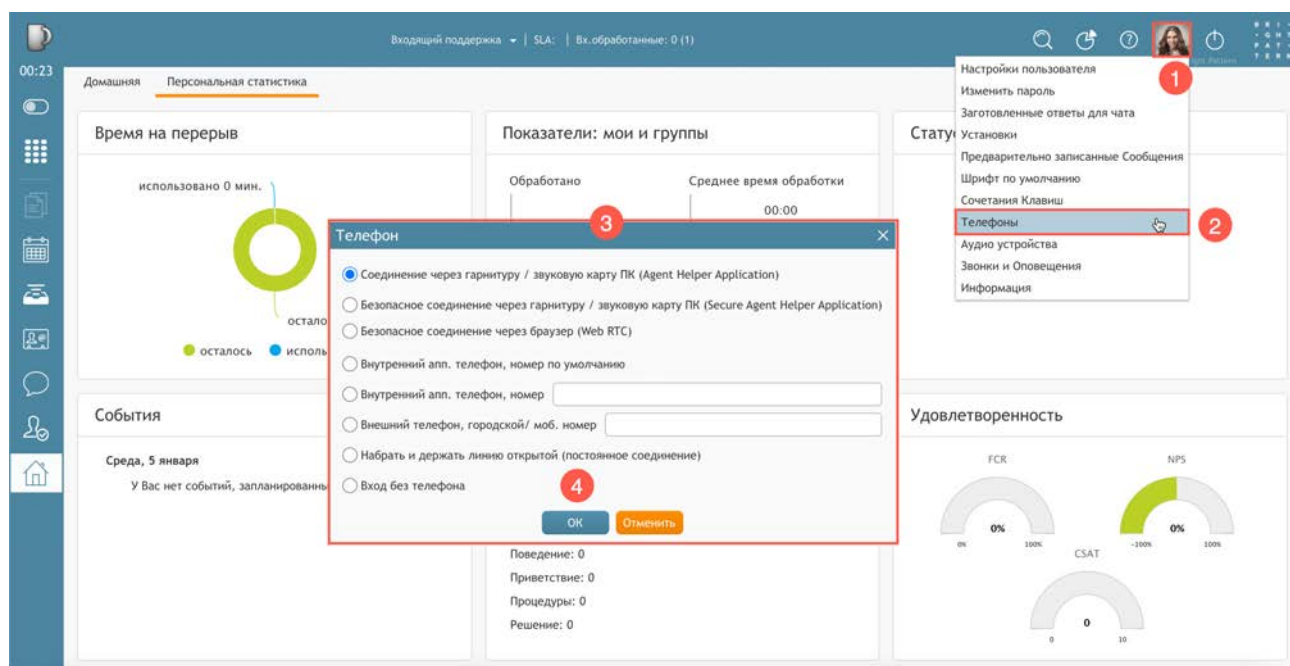 Входящий поддержка | SLA: | Вх.обработанные: 0 (1)
00:23
Домашняя Персональная статистика
1
Настройки пользователя
Изменить пароль
Заготовленные ответы для чата
Установки
Предварительно записанные Сообщения
Шрифт по умолчанию
Сочетания Клавиш
Телефоны
2
Аудио устройства
Звонки и Оповещения
Информация
Время на перерыв
использовано 0 мин.
остало
осталось исполь
Показатели: мои и группы
Обработано Среднее время обработки
00:00
Стату
3
Телефон
Соединение через гарнитуру / звуковую карту ПК (Agent Helper Application)
Безопасное соединение через гарнитуру / звуковую карту ПК (Secure Agent Helper Application)
Безопасное соединение через браузер (Web RTC)
Внутренний апп. телефон, номер по умолчанию
Внутренний апп. телефон, номер
Внешний телефон, городской/ моб. номер
Набрать и держать линию открытой (постоянное соединение)
Вход без телефона
4
ОК Отменить
События
Среда, 5 января
У Вас нет событий, запланированны
Поведение: 0
Приветствие: 0
Процедуры: 0
Решение: 0
Удовлетворенность
FCR NPS
0% 0%
0% 100% -100% 100%
CSAT
0
0 10